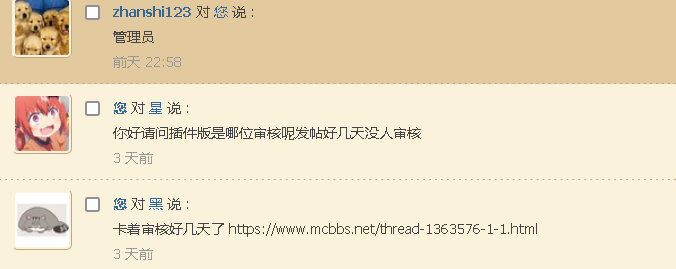 zhanshi123 对 您 说 :
管理员
前天 22:58
您 对 星 说 :
你好请问插件版是哪位审核呢发帖好几天没人审核
3 天前
您 对 黑 说 :
卡着审核好几天了 https://www.mcbbs.net/thread-1363576-1-1.html
3 天前